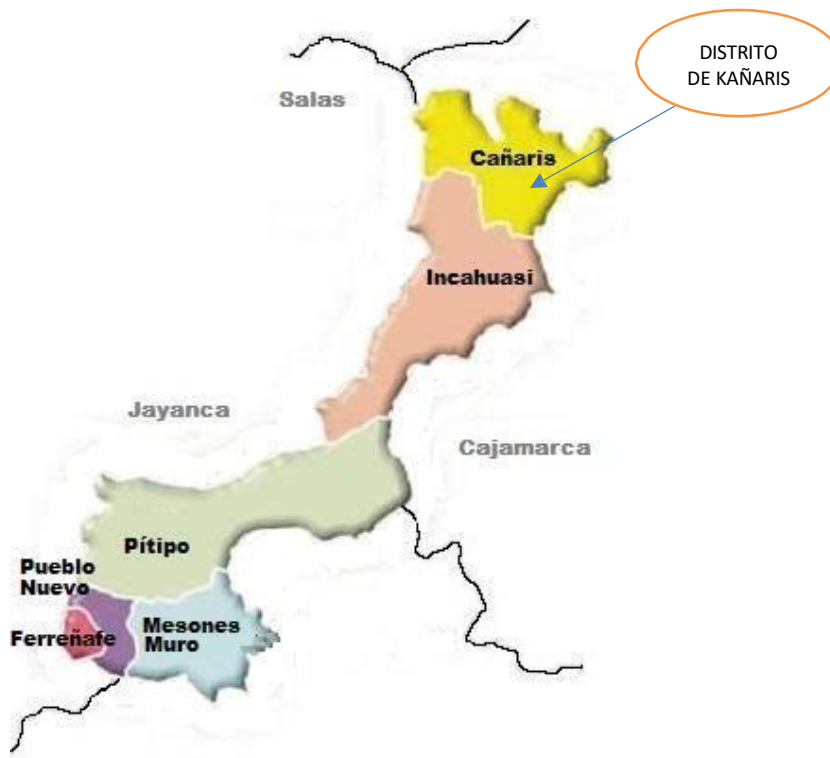 DISTRITO
DE KAÑARIS
Salas
Cañaris
Incahuasi
Jayanca
Cajamarca
Pítipo
Pueblo
Nuevo
Ferreñafe
Mesones
Muro